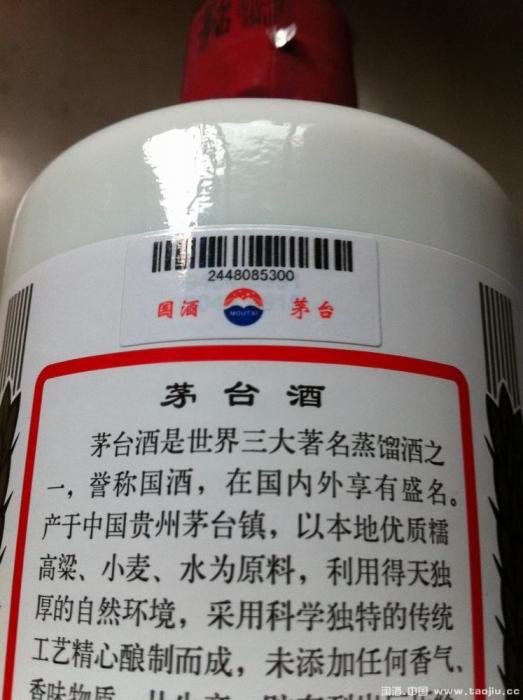 2448085300
国酒 MOUTAI 茅台
茅台酒
茅台酒是世界三大著名蒸馏酒之
一，誉称国酒，在国内外享有盛名。
产于中国贵州茅台镇，以本地优质糯
高粱、小麦、水为原料，利用得天独
厚的自然环境，采用科学独特的传统
工艺精心酿制而成，未添加任何香气、
香味物质
国酒.中国 www.taojiu.cc